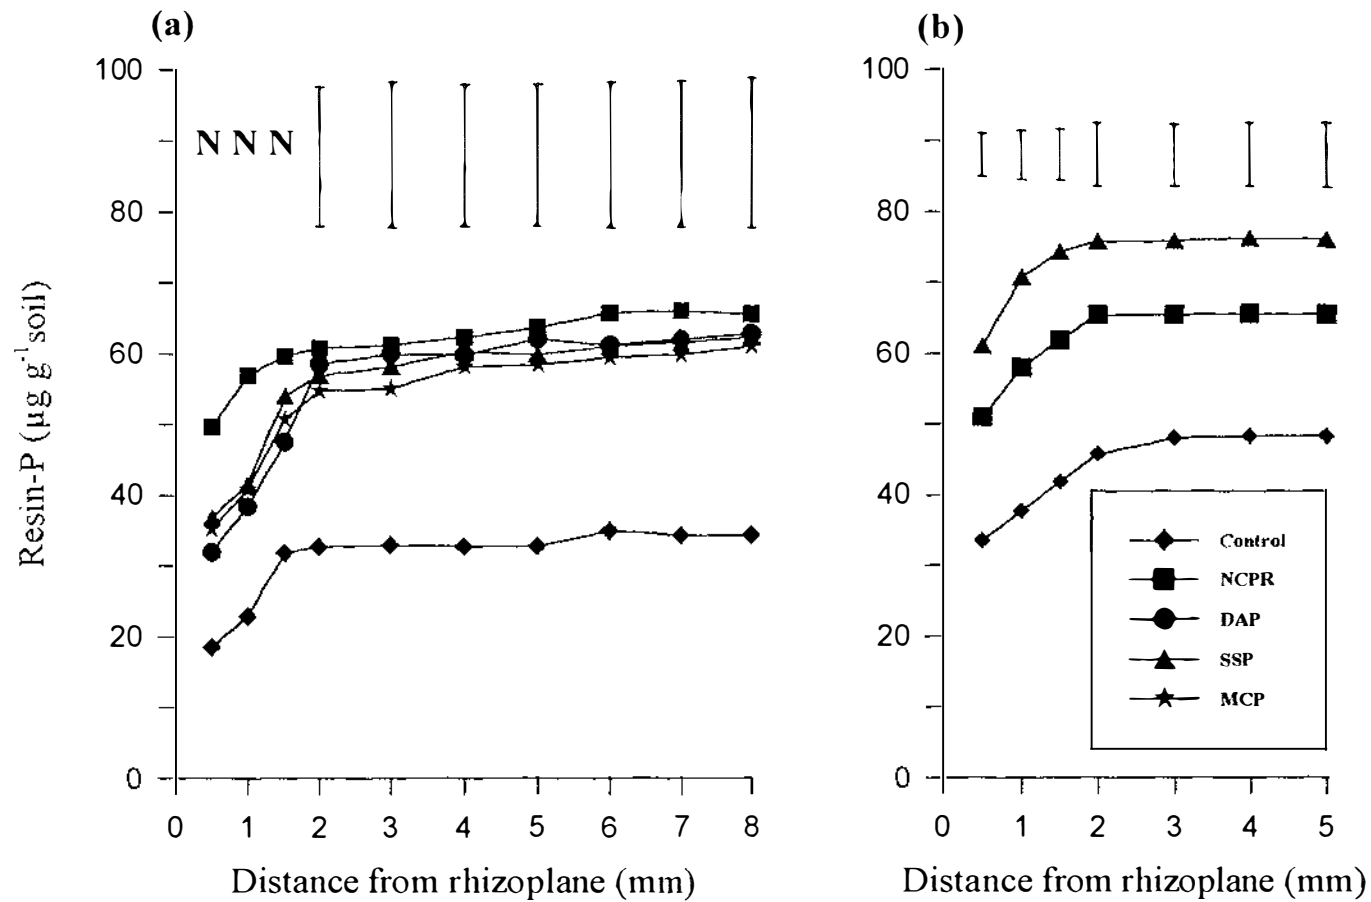 (a)
(b)
100
80
60
40
20
0
N N N
Resin-P (µg g⁻¹ soil)
0 1 2 3 4 5 6 7 8
Distance from rhizoplane (mm)
100
80
60
40
20
0
Control
NCPR
DAP
SSP
MCP
0 1 2 3 4 5
Distance from rhizoplane (mm)